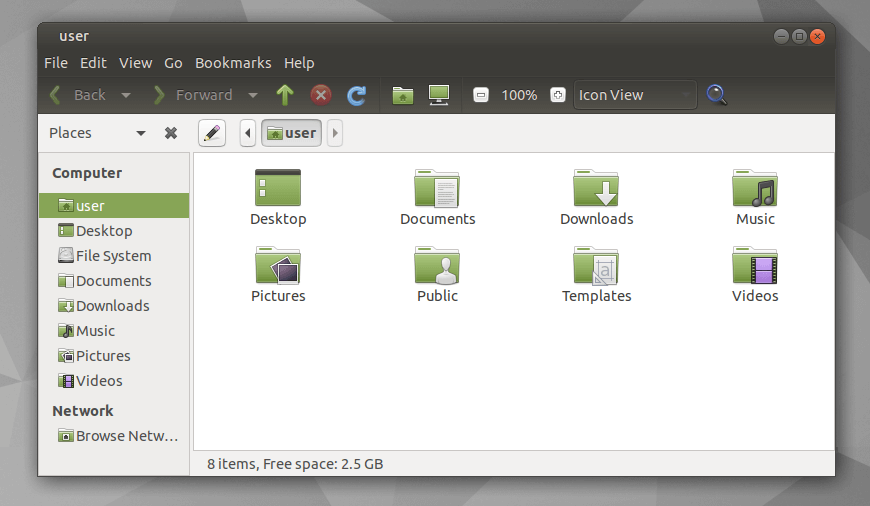 user
File Edit View Go Bookmarks Help
Back Forward 100% Icon View
Places user
Computer
user
Desktop
File System
Documents
Downloads
Music
Pictures
Videos
Network
Browse Netw…
Desktop Documents Downloads Music
Pictures Public Templates Videos
8 items, Free space: 2.5 GB